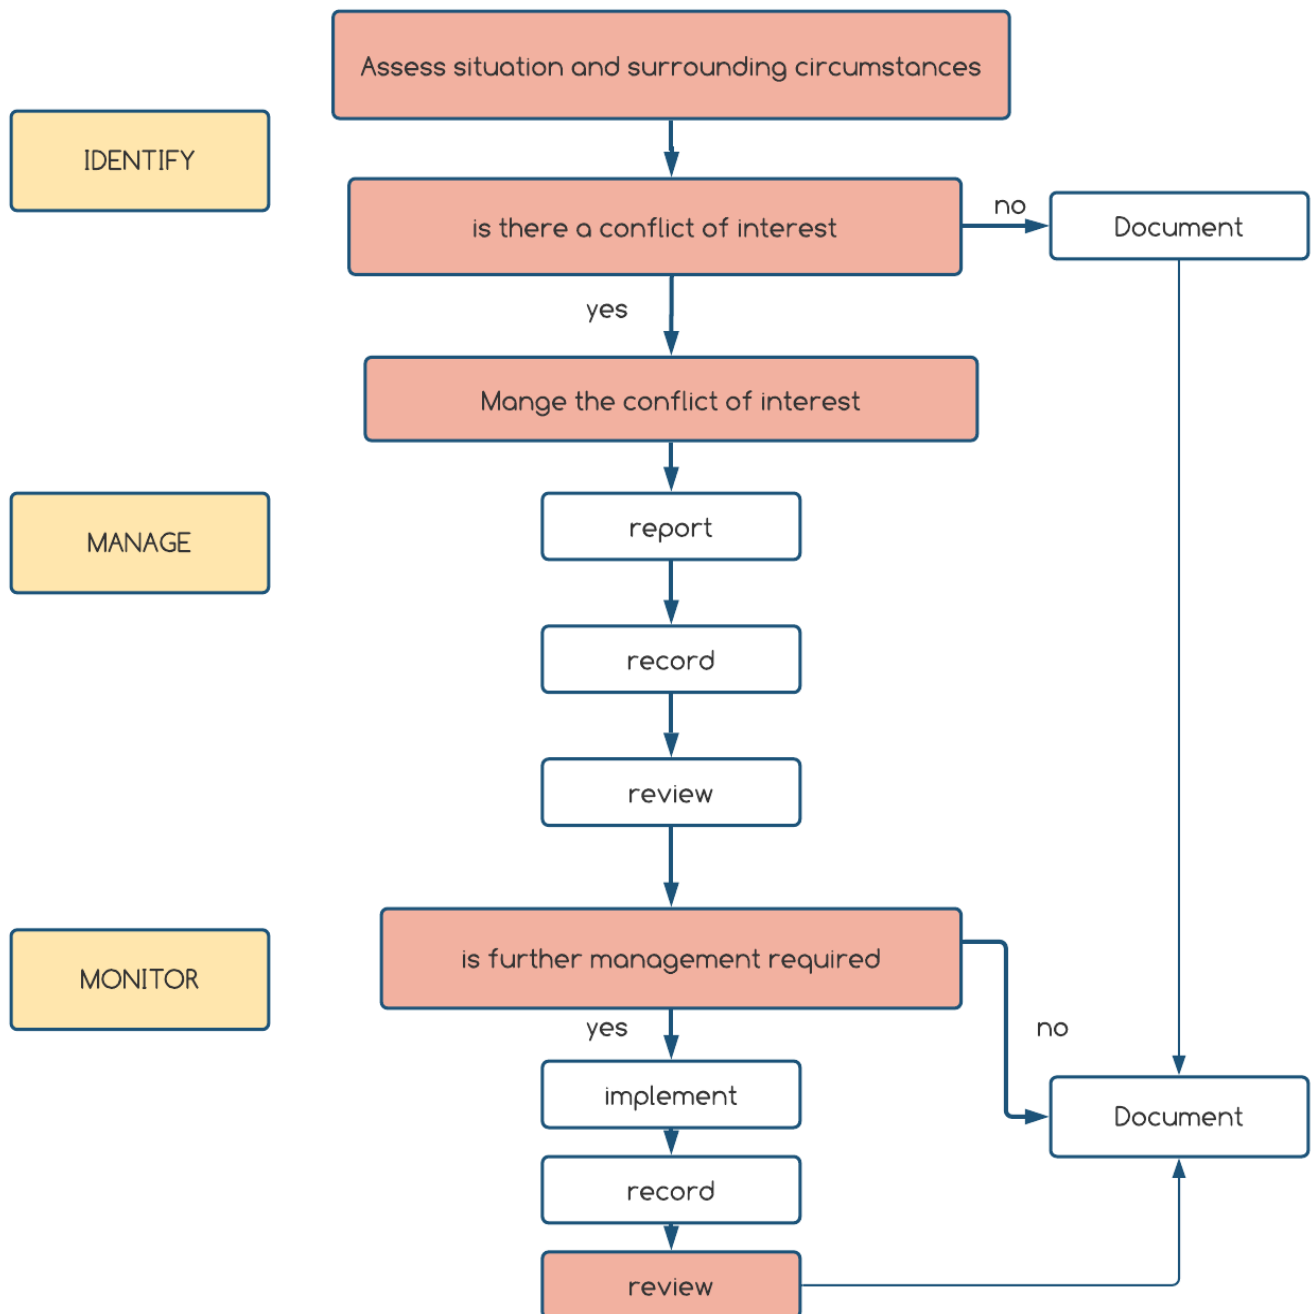 Assess situation and surrounding circumstances
IDENTIFY
is there a conflict of interest
no
Document
yes
Mange the conflict of interest
report
MANAGE
record
review
is further management required
MONITOR
yes
no
implement
Document
record
review